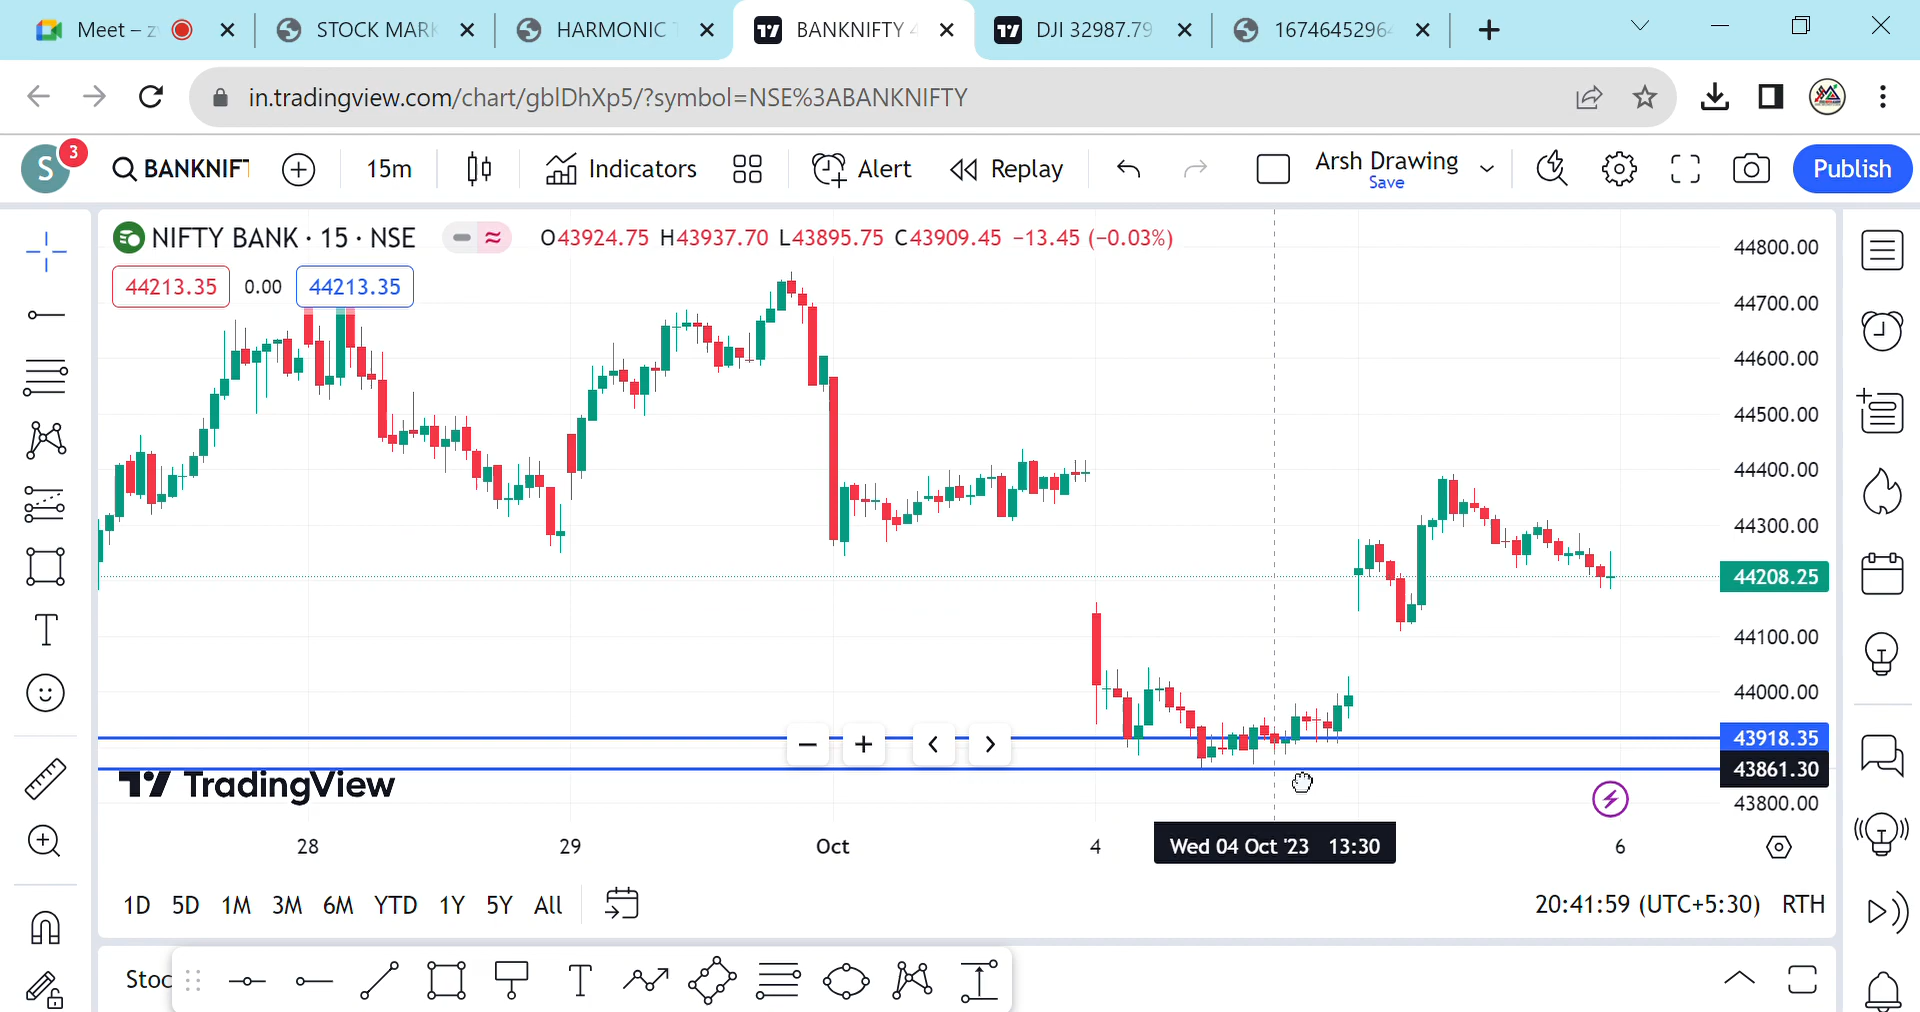 Meet – z
STOCK MARK
HARMONIC T
BANKNIFTY 4
DJI 32987.79
16746452964
in.tradingview.com/chart/gblDhXp5/?symbol=NSE%3ABANKNIFTY
S
3
BANKNIFT
15m
Indicators
Alert
Replay
Arsh Drawing
Save
Publish
NIFTY BANK · 15 · NSE
O43924.75 H43937.70 L43895.75 C43909.45 −13.45 (−0.03%)
44213.35
0.00
44213.35
44800.00
44700.00
44600.00
44500.00
44400.00
44300.00
44208.25
44100.00
44000.00
43918.35
43861.30
43800.00
TradingView
28
29
Oct
4
Wed 04 Oct '23 13:30
6
1D 5D 1M 3M 6M YTD 1Y 5Y All
20:41:59 (UTC+5:30) RTH
Stoc